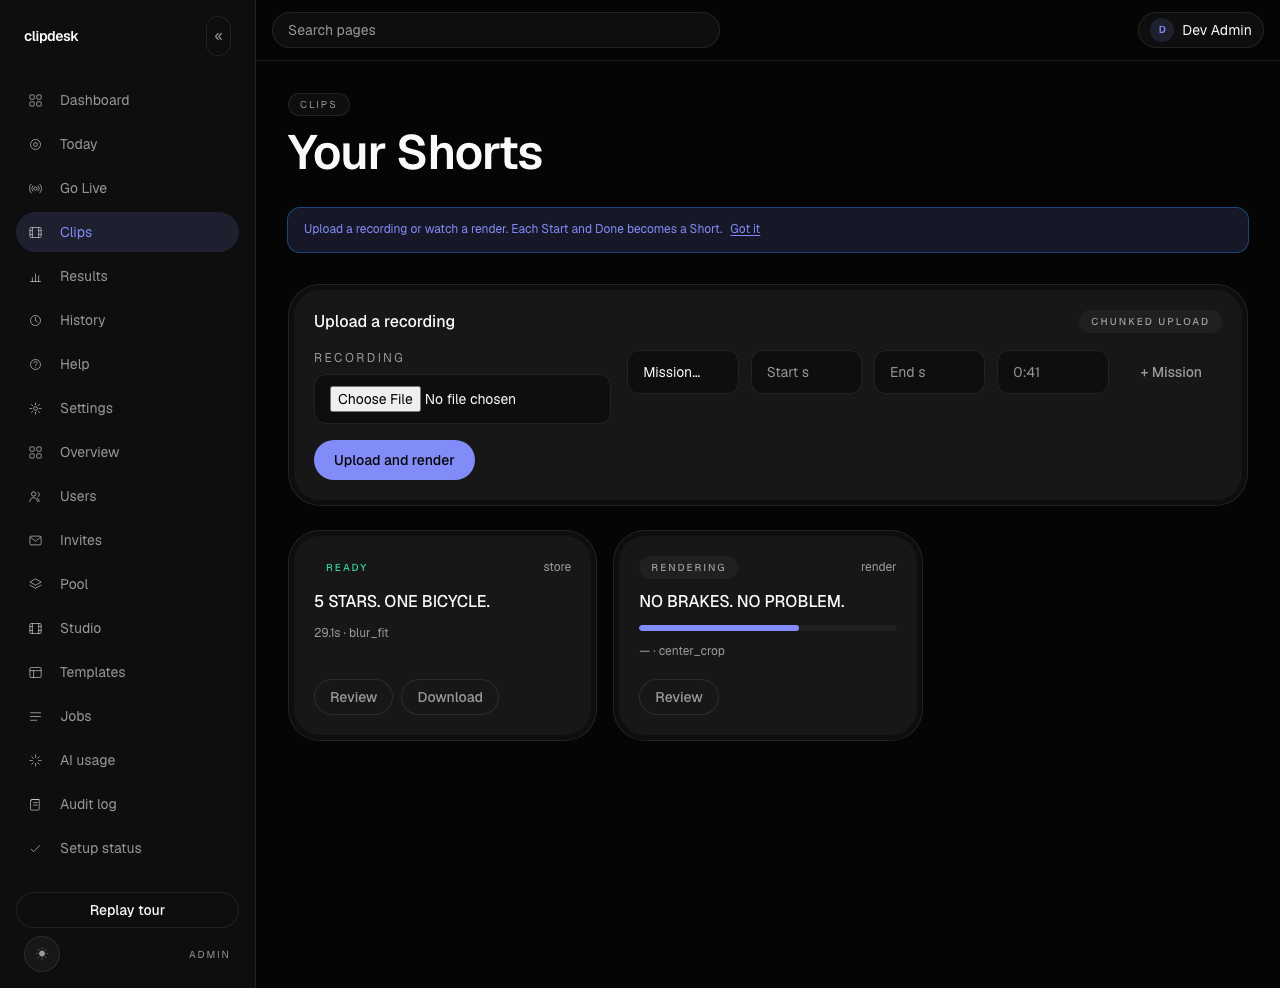 clipdesk
«
Dashboard
Today
Go Live
Clips
Results
History
Help
Settings
Overview
Users
Invites
Pool
Studio
Templates
Jobs
AI usage
Audit log
Setup status
Replay tour
ADMIN
Search pages
D Dev Admin
CLIPS
Your Shorts
Upload a recording or watch a render. Each Start and Done becomes a Short. Got it
Upload a recording
CHUNKED UPLOAD
RECORDING
Choose File No file chosen
Mission...
Start s
End s
0:41
+ Mission
Upload and render
READY
store
5 STARS. ONE BICYCLE.
29.1s · blur_fit
Review
Download
RENDERING
render
NO BRAKES. NO PROBLEM.
— · center_crop
Review